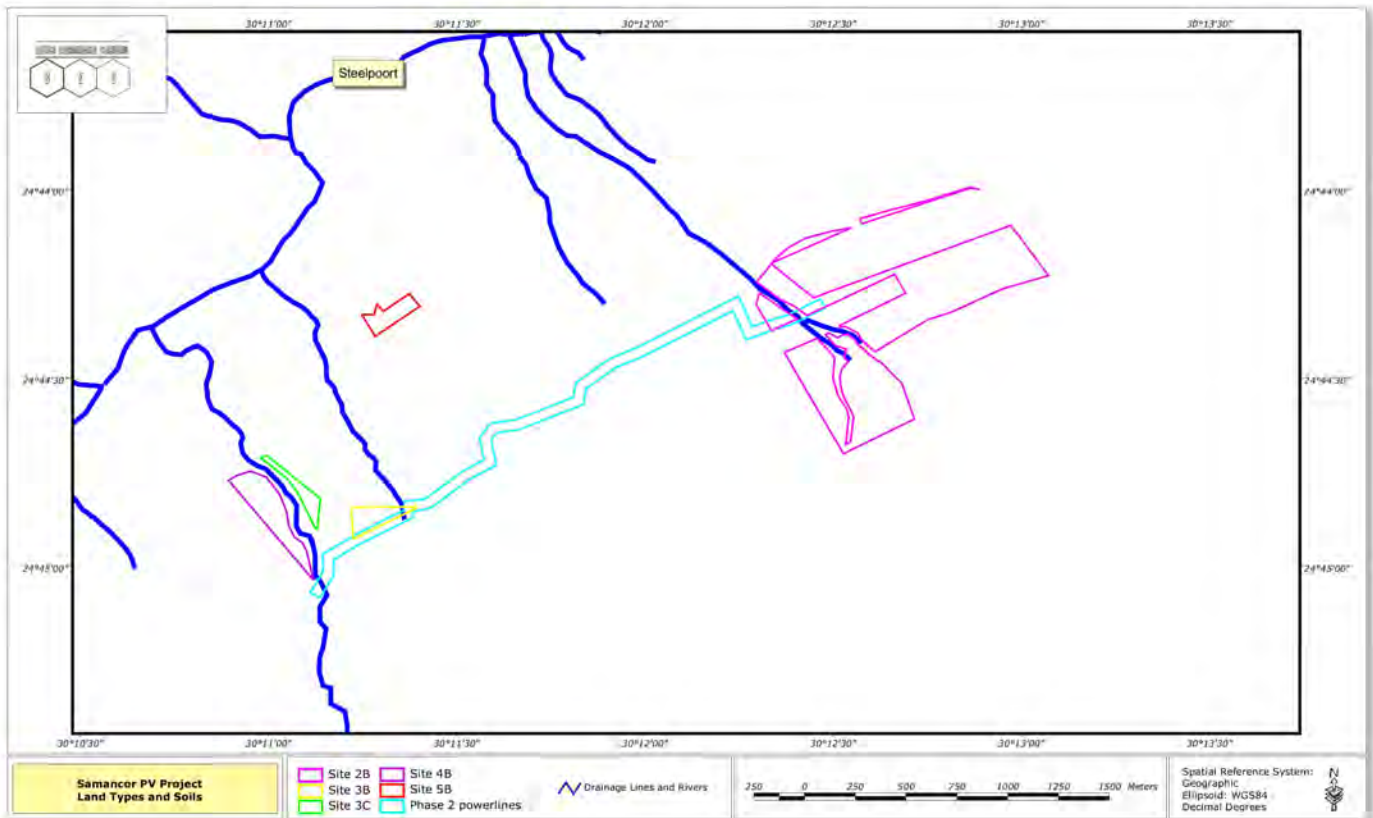 30°11'00" 30°11'30" 30°12'00" 30°12'30" 30°13'00" 30°13'30"
Steelpoort
24°44'00" 24°44'00"
24°44'30" 24°44'30"
24°45'00" 24°45'00"
30°10'30" 30°11'00" 30°11'30" 30°12'00" 30°12'30" 30°13'00" 30°13'30"
Samancor PV Project
Land Types and Soils
Site 2B
Site 3B
Site 3C
Site 4B
Site 5B
Phase 2 powerlines
Drainage Lines and Rivers
250 0 250 500 750 1000 1250 1500 Meters
Spatial Reference System:
Geographic
Ellipsoid: WGS84
Decimal Degrees
N